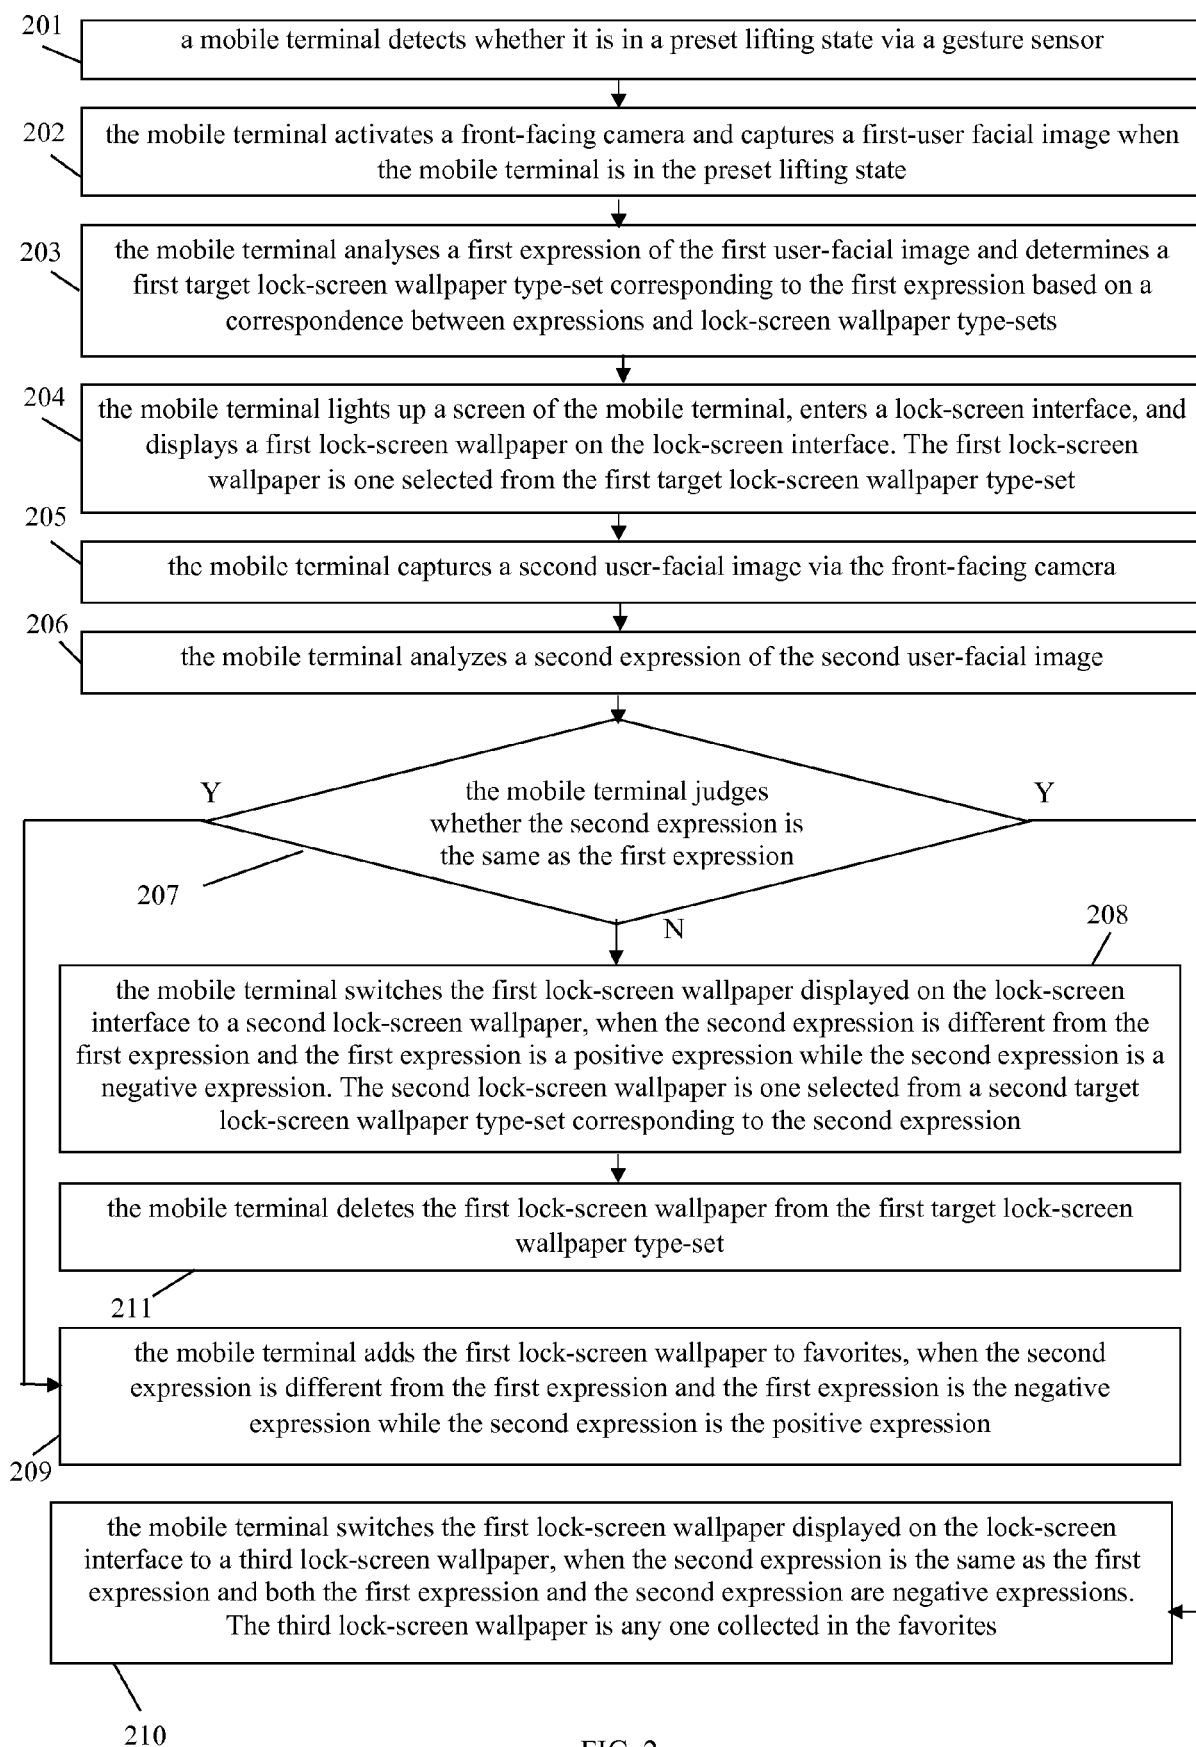 201
a mobile terminal detects whether it is in a preset lifting state via a gesture sensor
202
the mobile terminal activates a front-facing camera and captures a first-user facial image when
the mobile terminal is in the preset lifting state
203
the mobile terminal analyses a first expression of the first user-facial image and determines a
first target lock-screen wallpaper type-set corresponding to the first expression based on a
correspondence between expressions and lock-screen wallpaper type-sets
204
the mobile terminal lights up a screen of the mobile terminal, enters a lock-screen interface, and
displays a first lock-screen wallpaper on the lock-screen interface. The first lock-screen
wallpaper is one selected from the first target lock-screen wallpaper type-set
205
the mobile terminal captures a second user-facial image via the front-facing camera
206
the mobile terminal analyzes a second expression of the second user-facial image
Y
Y
the mobile terminal judges
whether the second expression is
the same as the first expression
207
N
208
the mobile terminal switches the first lock-screen wallpaper displayed on the lock-screen
interface to a second lock-screen wallpaper, when the second expression is different from the
first expression and the first expression is a positive expression while the second expression is a
negative expression. The second lock-screen wallpaper is one selected from a second target
lock-screen wallpaper type-set corresponding to the second expression
the mobile terminal deletes the first lock-screen wallpaper from the first target lock-screen
wallpaper type-set
211
the mobile terminal adds the first lock-screen wallpaper to favorites, when the second
expression is different from the first expression and the first expression is the negative
expression while the second expression is the positive expression
209
the mobile terminal switches the first lock-screen wallpaper displayed on the lock-screen
interface to a third lock-screen wallpaper, when the second expression is the same as the first
expression and both the first expression and the second expression are negative expressions.
The third lock-screen wallpaper is any one collected in the favorites
210
FIG. 2